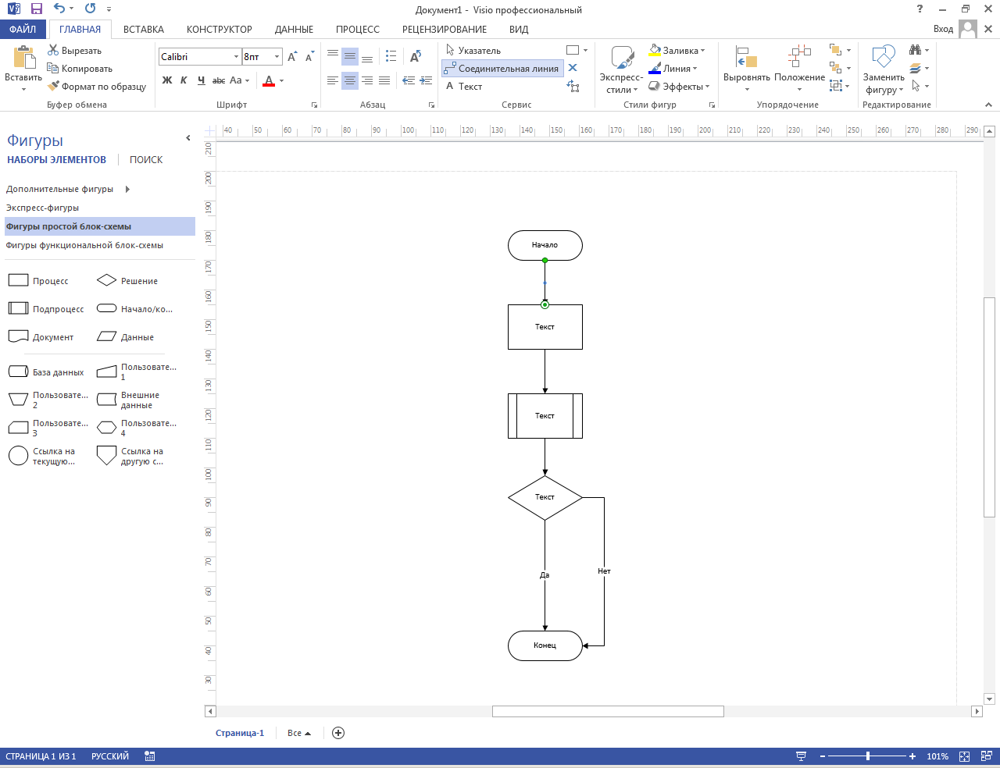 Документ1 - Visio профессиональный
Вход
ФАЙЛ ГЛАВНАЯ ВСТАВКА КОНСТРУКТОР ДАННЫЕ ПРОЦЕСС РЕЦЕНЗИРОВАНИЕ ВИД
Вставить
Вырезать
Копировать
Формат по образцу
Буфер обмена
Calibri 8пт
Ж К Ч abc Aa А
Шрифт
Абзац
Указатель
Соединительная линия
А Текст
Сервис
Экспресс-
стили
Заливка
Линия
Эффекты
Стили фигур
Выровнять Положение
Упорядочение
Заменить
фигуру
Редактирование
Фигуры
НАБОРЫ ЭЛЕМЕНТОВ ПОИСК
Дополнительные фигуры
Экспресс-фигуры
Фигуры простой блок-схемы
Фигуры функциональной блок-схемы
Процесс Решение
Подпроцесс Начало/ко...
Документ Данные
База данных
Пользовате...
1
Пользовате...
2
Внешние
данные
Пользовате...
3
Пользовате...
4
Ссылка на
текущую...
Ссылка на
другую с...
40 50 60 70 80 90 100 110 120 130 140 150 160 170 180 190 200 210 220 230 240 250 260 270 280 290
210
200
190
180
170
160
150
140
130
120
110
100
90
80
70
60
50
40
30
Начало
Текст
Текст
Текст
Да
Нет
Конец
Страница-1 Все
СТРАНИЦА 1 ИЗ 1 РУССКИЙ 101%